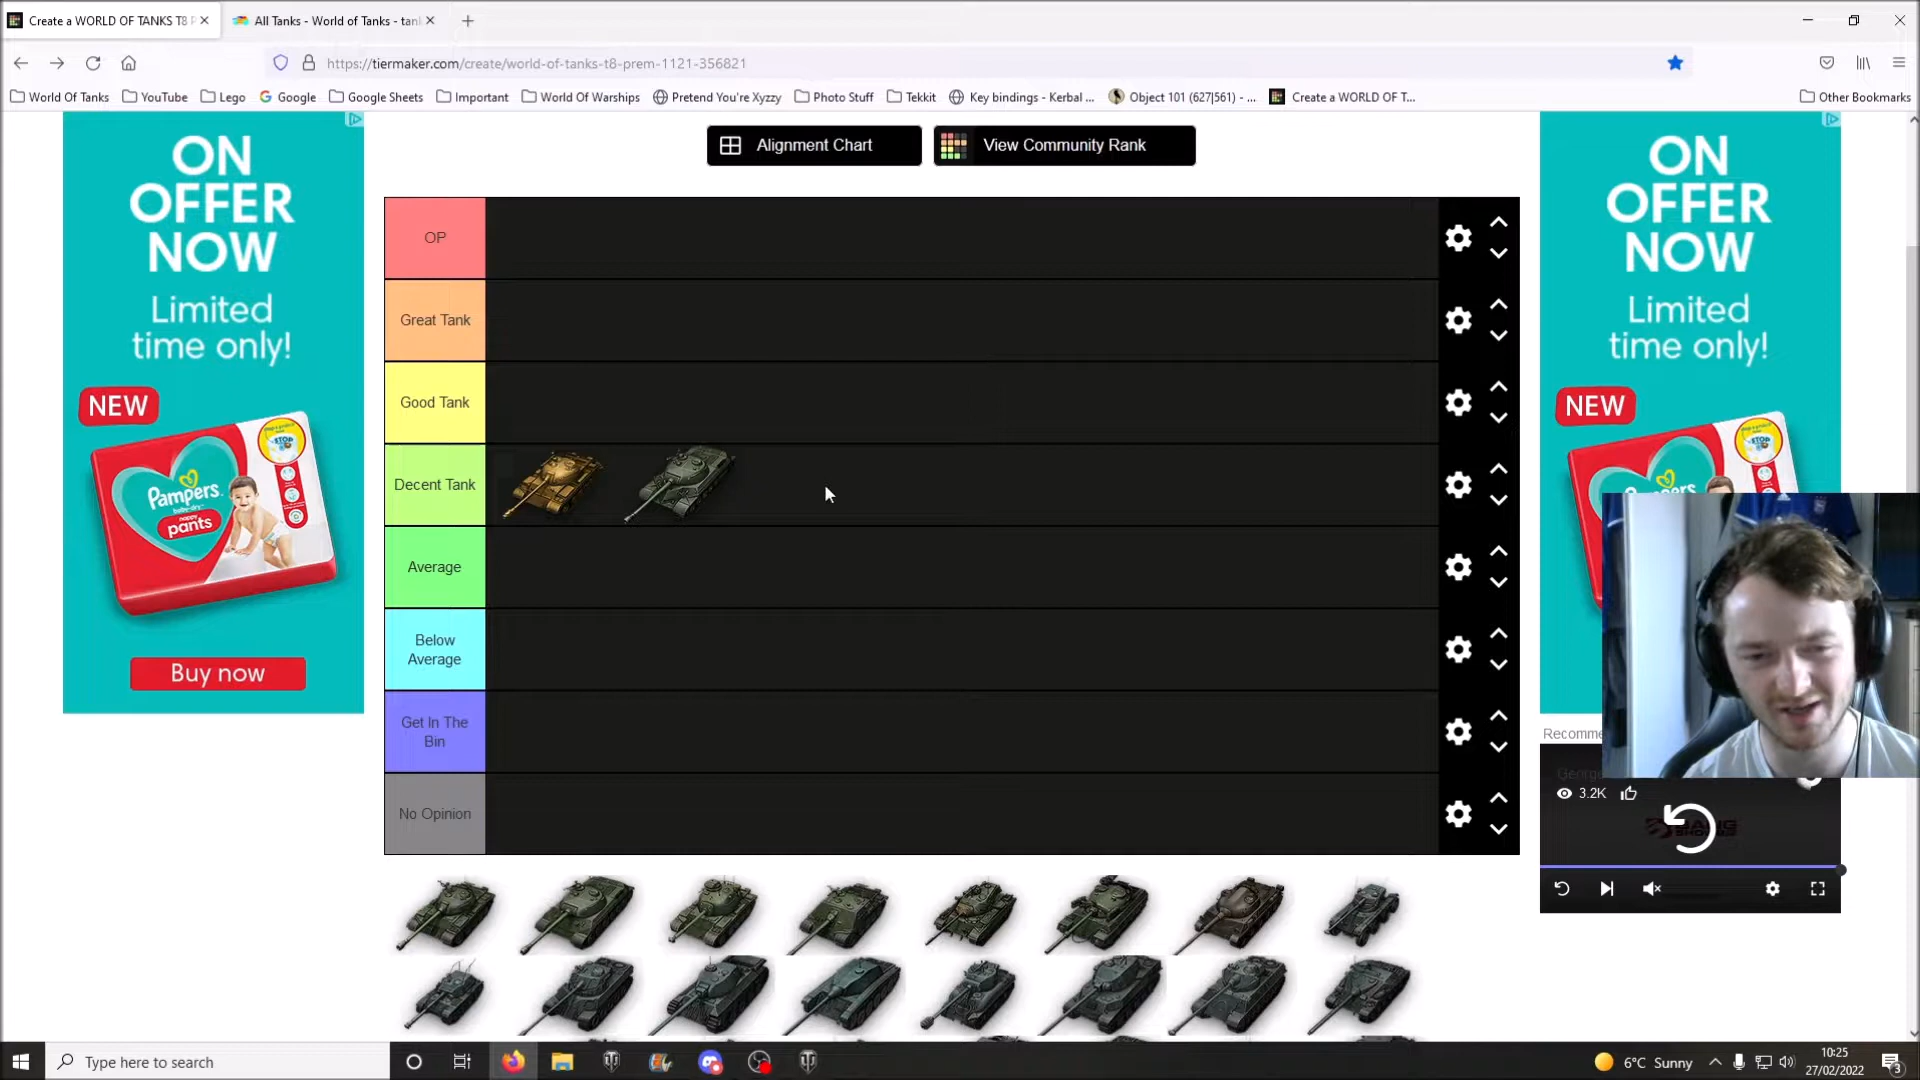 Create a WORLD OF TANKS T8 P
All Tanks - World of Tanks - tank
https://tiermaker.com/create/world-of-tanks-t8-prem-1121-356821
World Of Tanks
YouTube
Lego
Google
Google Sheets
Important
World Of Warships
Pretend You're Xyzzy
Photo Stuff
Tekkit
Key bindings - Kerbal ...
Object 101 (627|561) - ...
Create a WORLD OF T...
Other Bookmarks
ON
OFFER
NOW
Limited
time only!
NEW
Pampers
baby-dry
nappy
pants
Buy now
Alignment Chart
View Community Rank
OP
Great Tank
Good Tank
Decent Tank
Average
Below
Average
Get In The
Bin
No Opinion
ON
OFFER
NOW
Limited
time only!
NEW
Recomme
3.2K
Type here to search
6°C Sunny
10:25
27/02/2022
3